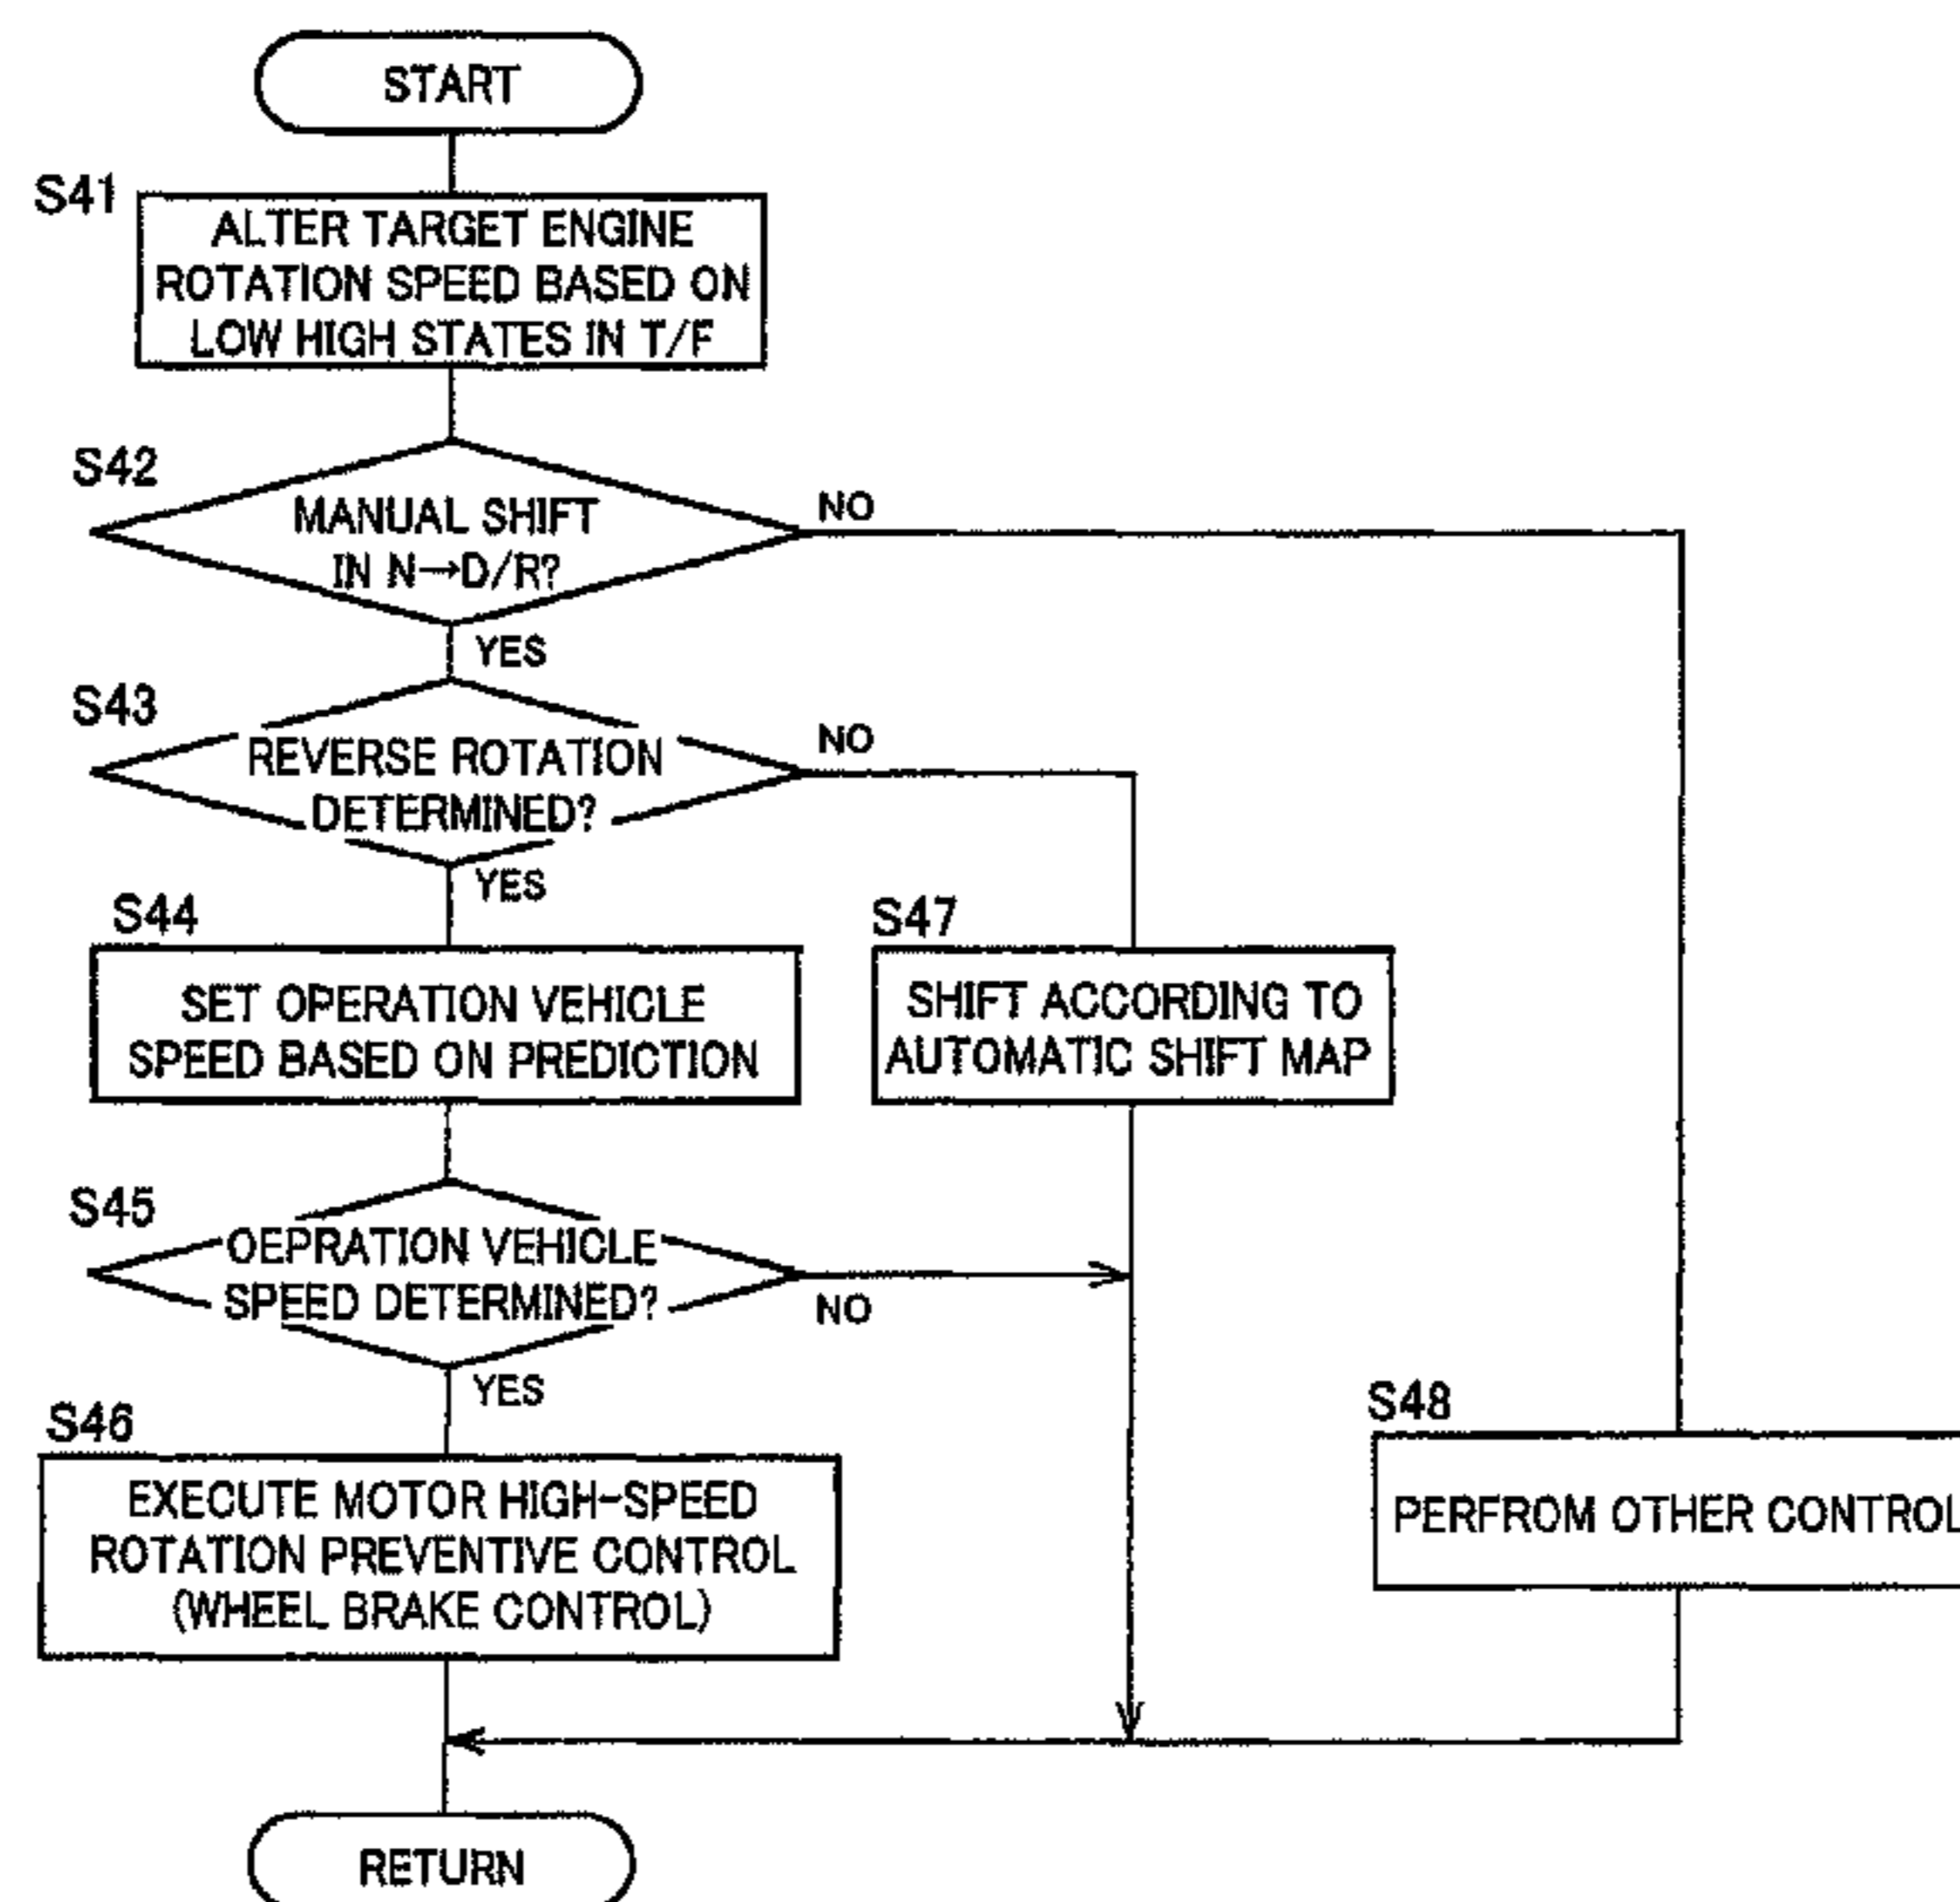 START
S41
ALTER TARGET ENGINE
ROTATION SPEED BASED ON
LOW HIGH STATES IN T/F
S42
MANUAL SHIFT
IN N→D/R?
NO
YES
S43
REVERSE ROTATION
DETERMINED?
NO
YES
S44
SET OPERATION VEHICLE
SPEED BASED ON PREDICTION
S47
SHIFT ACCORDING TO
AUTOMATIC SHIFT MAP
S45
OEPRATION VEHICLE
SPEED DETERMINED?
NO
YES
S46
EXECUTE MOTOR HIGH-SPEED
ROTATION PREVENTIVE CONTROL
(WHEEL BRAKE CONTROL)
S48
PERFROM OTHER CONTROL
RETURN